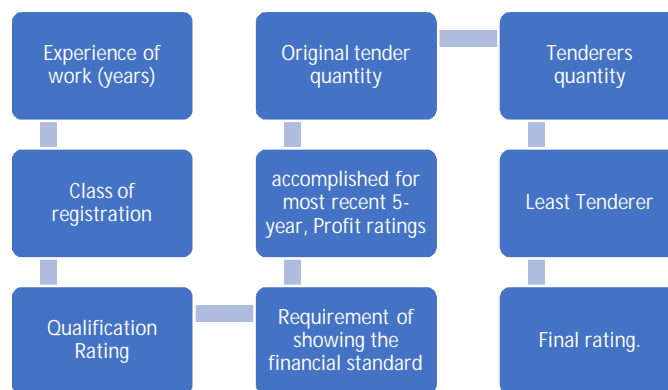 Experience of
work (years)
Class of
registration
Qualification
Rating
Requirement of
showing the
financial standard
accomplished for
most recent 5-
year, Profit ratings
Original tender
quantity
Tenderers
quantity
Least Tenderer
Final rating.